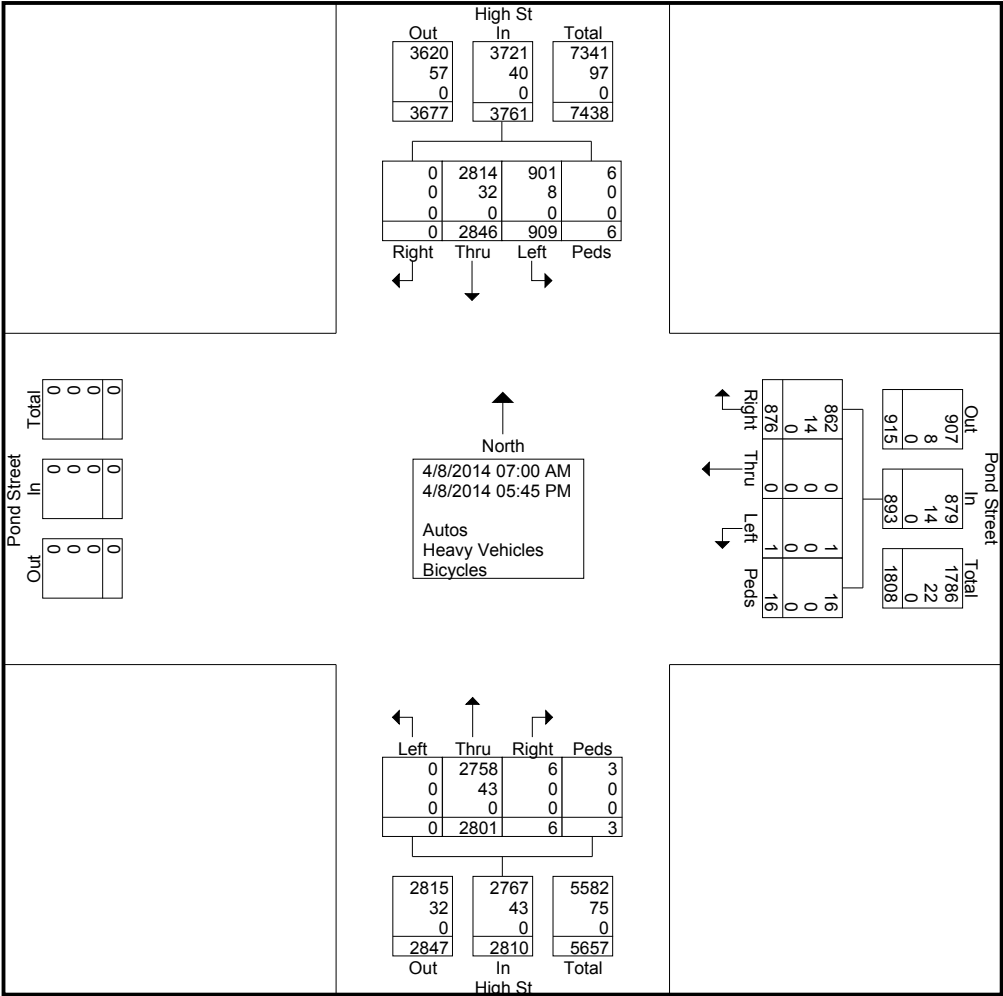 High St
Out In Total
3620 3721 7341
57 40 97
0 0 0
3677 3761 7438
0 2814 901 6
0 32 8 0
0 0 0 0
0 2846 909 6
Right Thru Left Peds
Total
0 0 0 0
In
0 0 0 0
Out
0 0 0 0
Pond Street
North
4/8/2014 07:00 AM
4/8/2014 05:45 PM
Autos
Heavy Vehicles
Bicycles
Right
862 14 0 876
Thru
0 0 0 0
Left
1 0 0 1
Peds
16 0 0 16
Out
907 8 0 915
In
879 14 0 893
Total
1786 22 0 1808
Pond Street
Left Thru Right Peds
0 2758 6 3
0 43 0 0
0 0 0 0
0 2801 6 3
2815 2767 5582
32 43 75
0 0 0
2847 2810 5657
Out In Total
High St